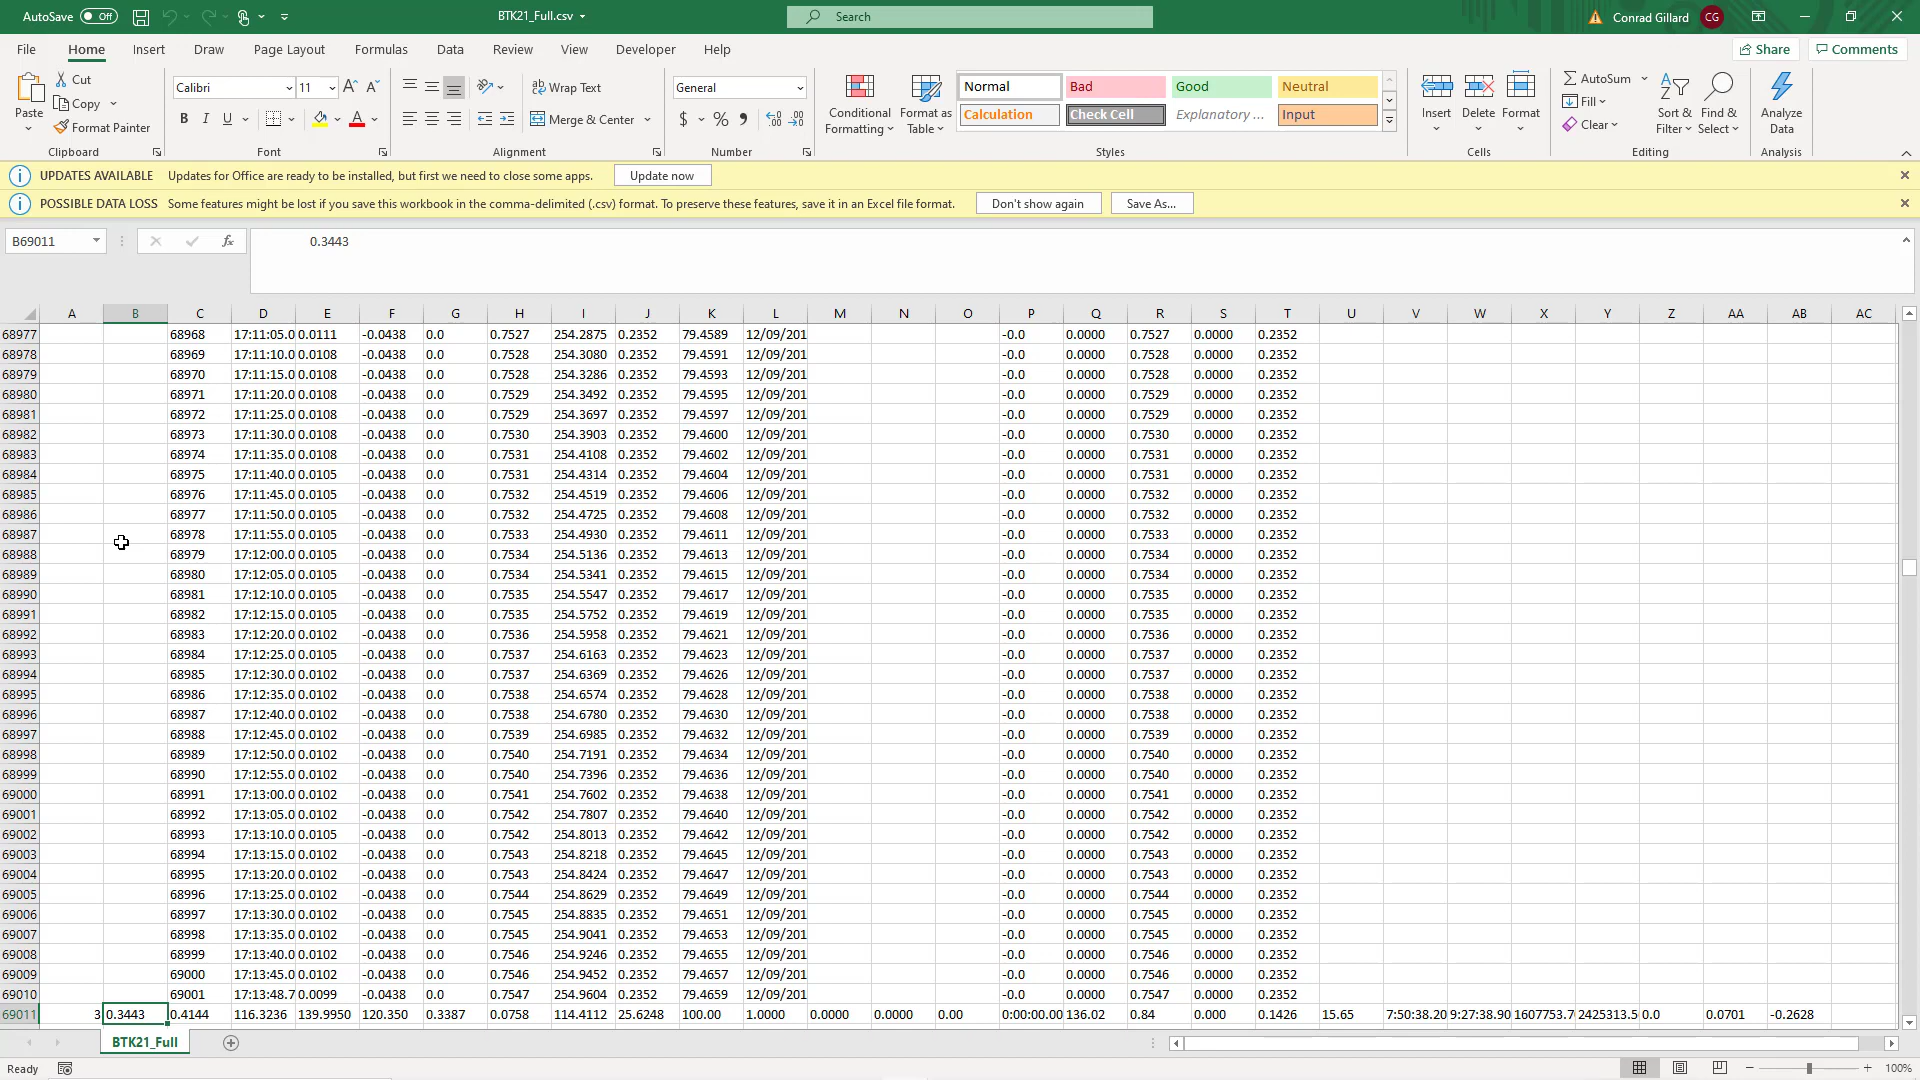 AutoSave Off BTK21_Full.csv Search Conrad Gillard CG
File Home Insert Draw Page Layout Formulas Data Review View Developer Help Share Comments
Paste Cut Copy Format Painter Clipboard
Calibri 11 B I U Font
Wrap Text Merge & Center Alignment
General $ % Number
Conditional Formatting Format as Table
Normal Bad Good Neutral
Calculation Check Cell Explanatory ... Input
Styles
Insert Delete Format Cells
AutoSum Fill Clear Sort & Filter Find & Select Editing
Analyze Data Analysis
UPDATES AVAILABLE Updates for Office are ready to be installed, but first we need to close some apps. Update now
POSSIBLE DATA LOSS Some features might be lost if you save this workbook in the comma-delimited (.csv) format. To preserve these features, save it in an Excel file format. Don't show again Save As...
B69011 fx 0.3443
A B C D E F G H I J K L M N O P Q R S T U V W X Y Z AA AB AC
68977 68968 17:11:05.0 0.0111 -0.0438 0.0 0.7527 254.2875 0.2352 79.4589 12/09/201 -0.0 0.0000 0.7527 0.0000 0.2352
68978 68969 17:11:10.0 0.0108 -0.0438 0.0 0.7528 254.3080 0.2352 79.4591 12/09/201 -0.0 0.0000 0.7528 0.0000 0.2352
68979 68970 17:11:15.0 0.0108 -0.0438 0.0 0.7528 254.3286 0.2352 79.4593 12/09/201 -0.0 0.0000 0.7528 0.0000 0.2352
68980 68971 17:11:20.0 0.0108 -0.0438 0.0 0.7529 254.3492 0.2352 79.4595 12/09/201 -0.0 0.0000 0.7529 0.0000 0.2352
68981 68972 17:11:25.0 0.0108 -0.0438 0.0 0.7529 254.3697 0.2352 79.4597 12/09/201 -0.0 0.0000 0.7529 0.0000 0.2352
68982 68973 17:11:30.0 0.0108 -0.0438 0.0 0.7530 254.3903 0.2352 79.4600 12/09/201 -0.0 0.0000 0.7530 0.0000 0.2352
68983 68974 17:11:35.0 0.0108 -0.0438 0.0 0.7531 254.4108 0.2352 79.4602 12/09/201 -0.0 0.0000 0.7531 0.0000 0.2352
68984 68975 17:11:40.0 0.0105 -0.0438 0.0 0.7531 254.4314 0.2352 79.4604 12/09/201 -0.0 0.0000 0.7531 0.0000 0.2352
68985 68976 17:11:45.0 0.0105 -0.0438 0.0 0.7532 254.4519 0.2352 79.4606 12/09/201 -0.0 0.0000 0.7532 0.0000 0.2352
68986 68977 17:11:50.0 0.0105 -0.0438 0.0 0.7532 254.4725 0.2352 79.4608 12/09/201 -0.0 0.0000 0.7532 0.0000 0.2352
68987 68978 17:11:55.0 0.0105 -0.0438 0.0 0.7533 254.4930 0.2352 79.4611 12/09/201 -0.0 0.0000 0.7533 0.0000 0.2352
68988 68979 17:12:00.0 0.0105 -0.0438 0.0 0.7534 254.5136 0.2352 79.4613 12/09/201 -0.0 0.0000 0.7534 0.0000 0.2352
68989 68980 17:12:05.0 0.0105 -0.0438 0.0 0.7534 254.5341 0.2352 79.4615 12/09/201 -0.0 0.0000 0.7534 0.0000 0.2352
68990 68981 17:12:10.0 0.0105 -0.0438 0.0 0.7535 254.5547 0.2352 79.4617 12/09/201 -0.0 0.0000 0.7535 0.0000 0.2352
68991 68982 17:12:15.0 0.0105 -0.0438 0.0 0.7535 254.5752 0.2352 79.4619 12/09/201 -0.0 0.0000 0.7535 0.0000 0.2352
68992 68983 17:12:20.0 0.0102 -0.0438 0.0 0.7536 254.5958 0.2352 79.4621 12/09/201 -0.0 0.0000 0.7536 0.0000 0.2352
68993 68984 17:12:25.0 0.0105 -0.0438 0.0 0.7537 254.6163 0.2352 79.4623 12/09/201 -0.0 0.0000 0.7537 0.0000 0.2352
68994 68985 17:12:30.0 0.0102 -0.0438 0.0 0.7537 254.6369 0.2352 79.4626 12/09/201 -0.0 0.0000 0.7537 0.0000 0.2352
68995 68986 17:12:35.0 0.0102 -0.0438 0.0 0.7538 254.6574 0.2352 79.4628 12/09/201 -0.0 0.0000 0.7538 0.0000 0.2352
68996 68987 17:12:40.0 0.0102 -0.0438 0.0 0.7538 254.6780 0.2352 79.4630 12/09/201 -0.0 0.0000 0.7538 0.0000 0.2352
68997 68988 17:12:45.0 0.0102 -0.0438 0.0 0.7539 254.6985 0.2352 79.4632 12/09/201 -0.0 0.0000 0.7539 0.0000 0.2352
68998 68989 17:12:50.0 0.0102 -0.0438 0.0 0.7540 254.7191 0.2352 79.4634 12/09/201 -0.0 0.0000 0.7540 0.0000 0.2352
68999 68990 17:12:55.0 0.0102 -0.0438 0.0 0.7540 254.7396 0.2352 79.4636 12/09/201 -0.0 0.0000 0.7540 0.0000 0.2352
69000 68991 17:13:00.0 0.0102 -0.0438 0.0 0.7541 254.7602 0.2352 79.4638 12/09/201 -0.0 0.0000 0.7541 0.0000 0.2352
69001 68992 17:13:05.0 0.0102 -0.0438 0.0 0.7542 254.7807 0.2352 79.4640 12/09/201 -0.0 0.0000 0.7542 0.0000 0.2352
69002 68993 17:13:10.0 0.0105 -0.0438 0.0 0.7542 254.8013 0.2352 79.4642 12/09/201 -0.0 0.0000 0.7542 0.0000 0.2352
69003 68994 17:13:15.0 0.0102 -0.0438 0.0 0.7543 254.8218 0.2352 79.4645 12/09/201 -0.0 0.0000 0.7543 0.0000 0.2352
69004 68995 17:13:20.0 0.0102 -0.0438 0.0 0.7543 254.8424 0.2352 79.4647 12/09/201 -0.0 0.0000 0.7543 0.0000 0.2352
69005 68996 17:13:25.0 0.0102 -0.0438 0.0 0.7544 254.8629 0.2352 79.4649 12/09/201 -0.0 0.0000 0.7544 0.0000 0.2352
69006 68997 17:13:30.0 0.0102 -0.0438 0.0 0.7545 254.8835 0.2352 79.4651 12/09/201 -0.0 0.0000 0.7545 0.0000 0.2352
69007 68998 17:13:35.0 0.0102 -0.0438 0.0 0.7545 254.9041 0.2352 79.4653 12/09/201 -0.0 0.0000 0.7545 0.0000 0.2352
69008 68999 17:13:40.0 0.0102 -0.0438 0.0 0.7546 254.9246 0.2352 79.4655 12/09/201 -0.0 0.0000 0.7546 0.0000 0.2352
69009 69000 17:13:45.0 0.0102 -0.0438 0.0 0.7546 254.9452 0.2352 79.4657 12/09/201 -0.0 0.0000 0.7546 0.0000 0.2352
69010 69001 17:13:48.7 0.0099 -0.0438 0.0 0.7547 254.9604 0.2352 79.4659 12/09/201 -0.0 0.0000 0.7547 0.0000 0.2352
69011 3 0.3443 0.4144 116.3236 139.9950 120.350 0.3387 0.0758 114.4112 25.6248 100.00 1.0000 0.0000 0.0000 0.00 0:00:00.00 136.02 0.84 0.000 0.1426 15.65 7:50:38.20 9:27:38.90 1607753.7 2425313.5 0.0 0.0701 -0.2628
BTK21_Full
Ready 100%